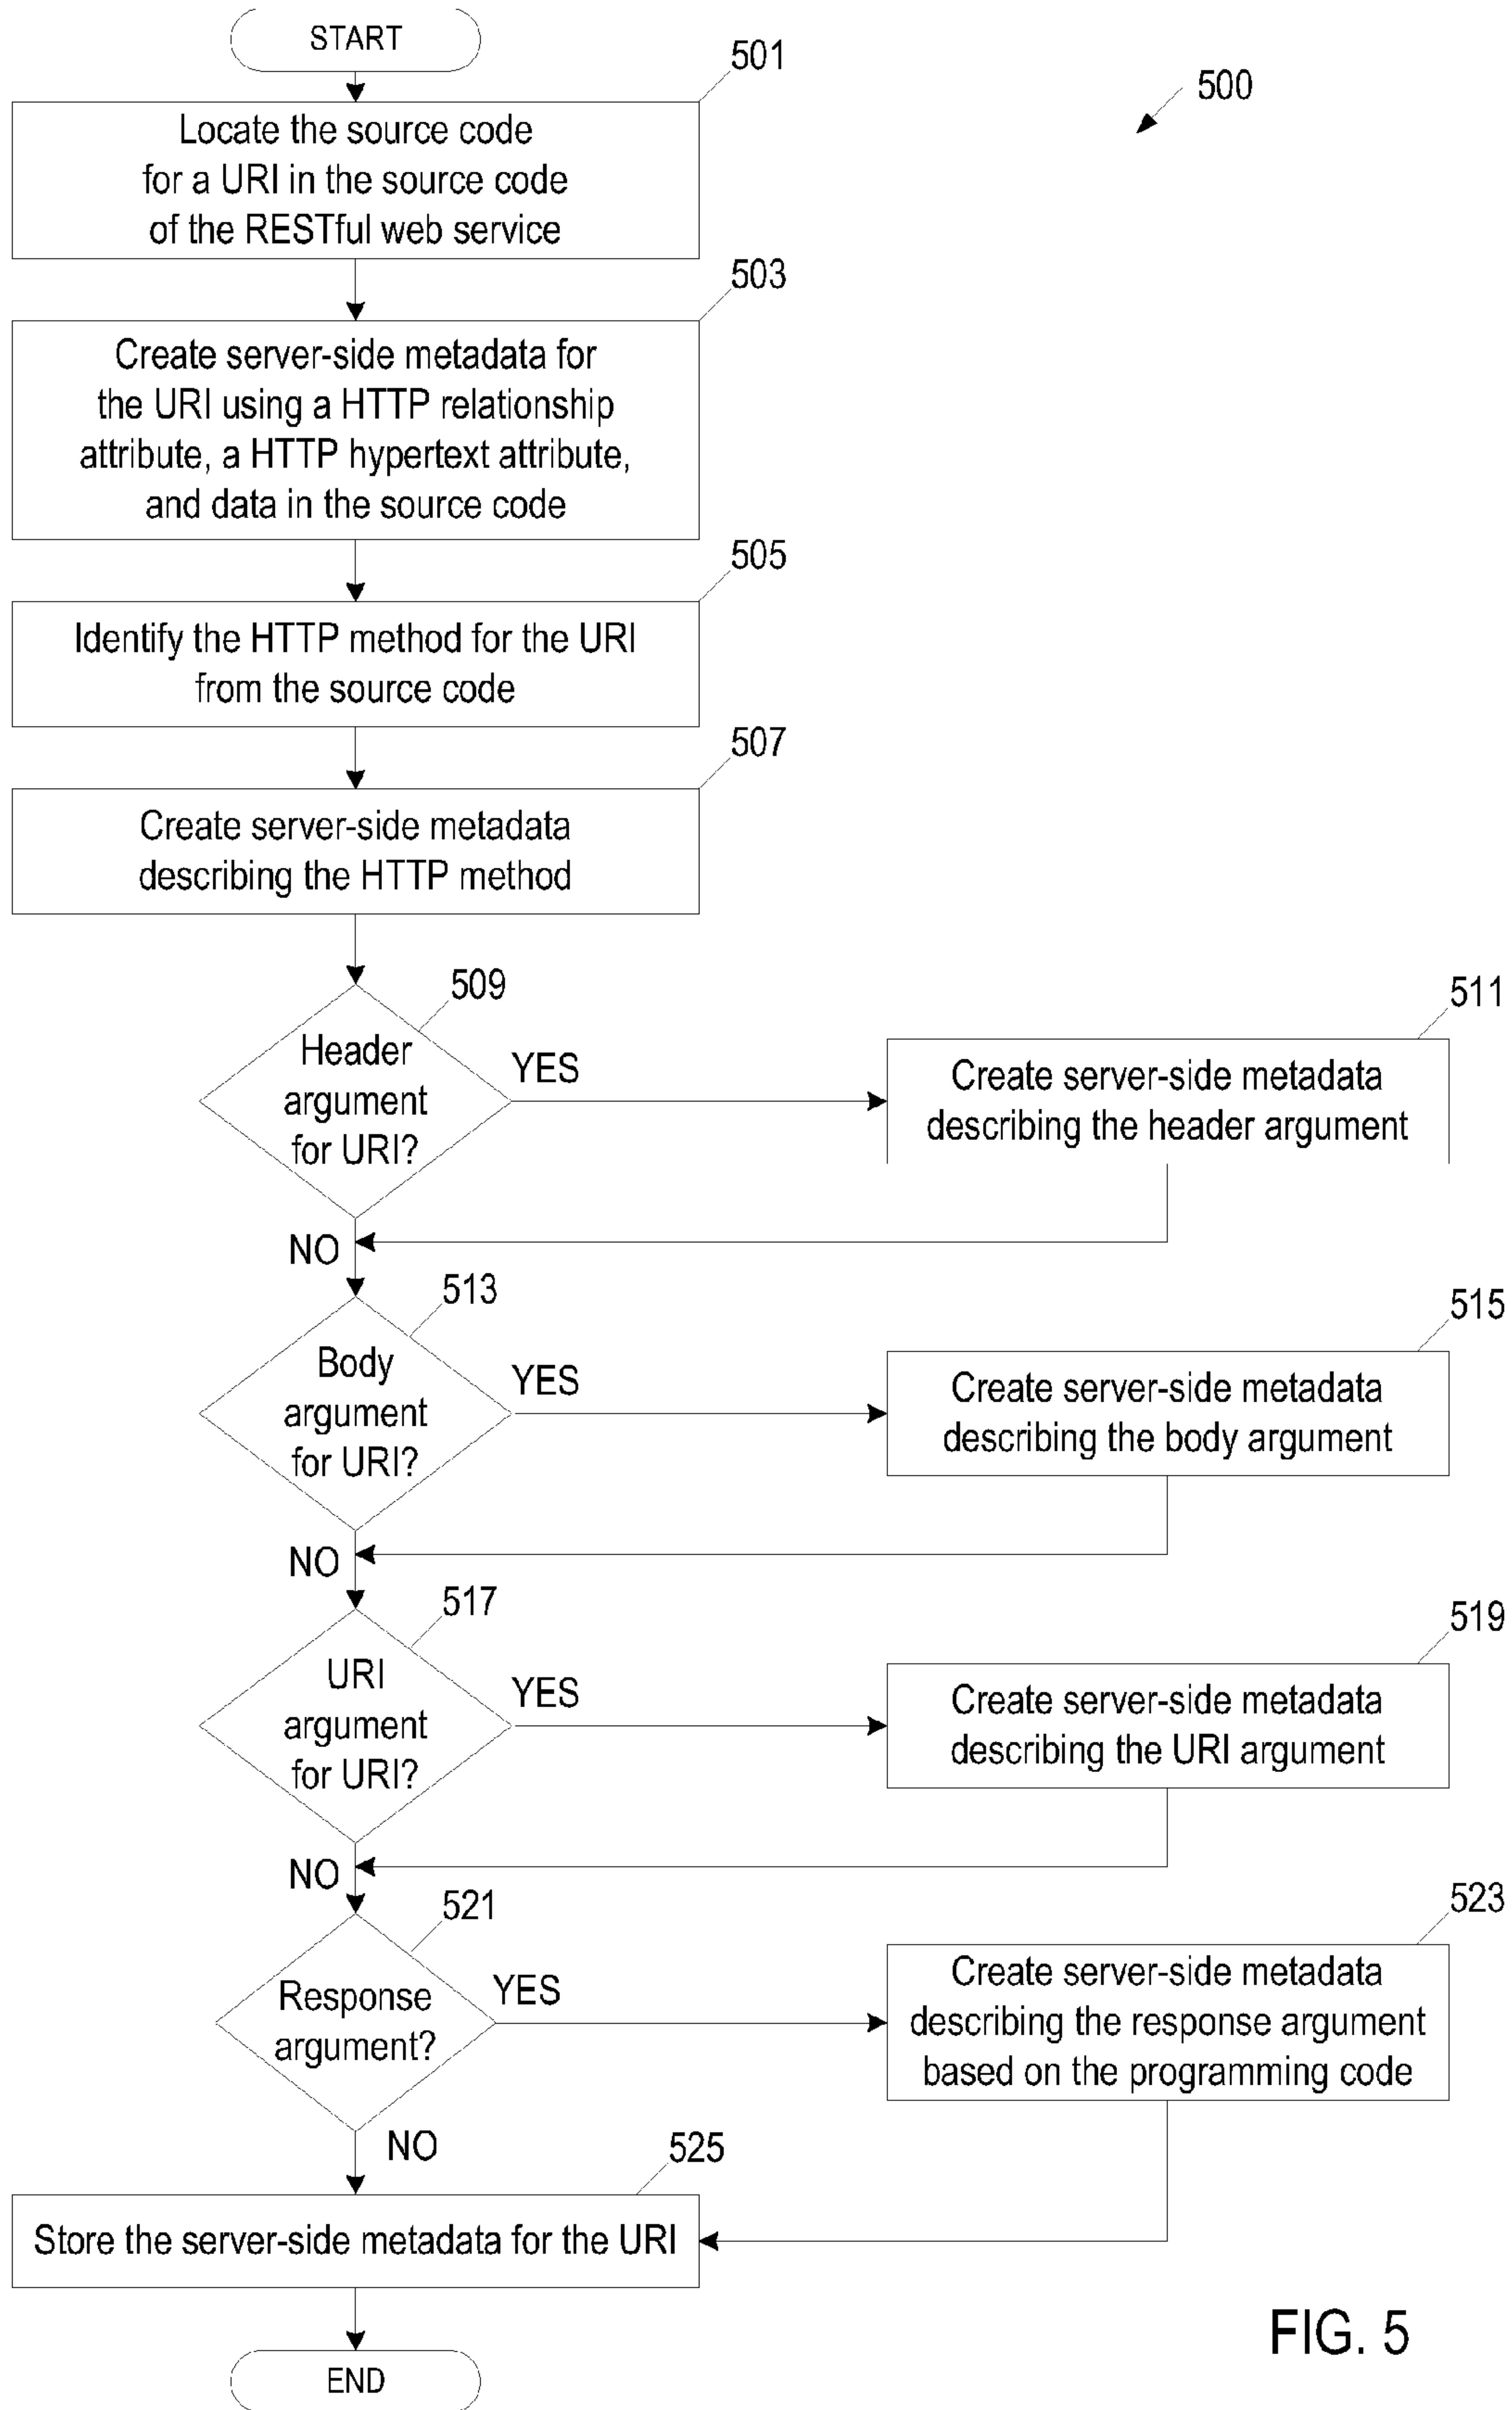 START
501
500
Locate the source code
for a URI in the source code
of the RESTful web service
503
Create server-side metadata for
the URI using a HTTP relationship
attribute, a HTTP hypertext attribute,
and data in the source code
505
Identify the HTTP method for the URI
from the source code
507
Create server-side metadata
describing the HTTP method
509
Header
argument
for URI?
YES
511
Create server-side metadata
describing the header argument
NO
513
Body
argument
for URI?
YES
515
Create server-side metadata
describing the body argument
NO
517
URI
argument
for URI?
YES
519
Create server-side metadata
describing the URI argument
NO
521
Response
argument?
YES
523
Create server-side metadata
describing the response argument
based on the programming code
NO
525
Store the server-side metadata for the URI
END
FIG. 5